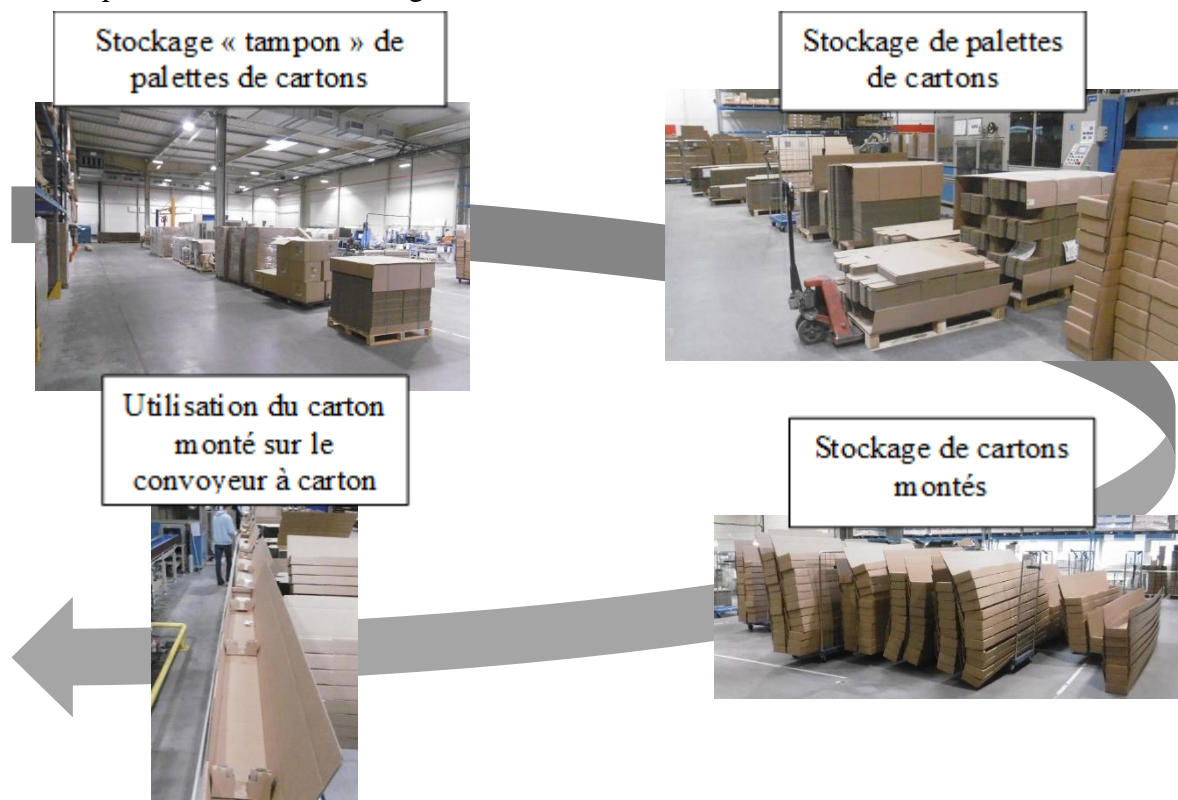 Stockage « tampon » de
palettes de cartons
Stockage de palettes
de cartons
Utilisation du carton
monté sur le
convoyeur à carton
Stockage de cartons
montés